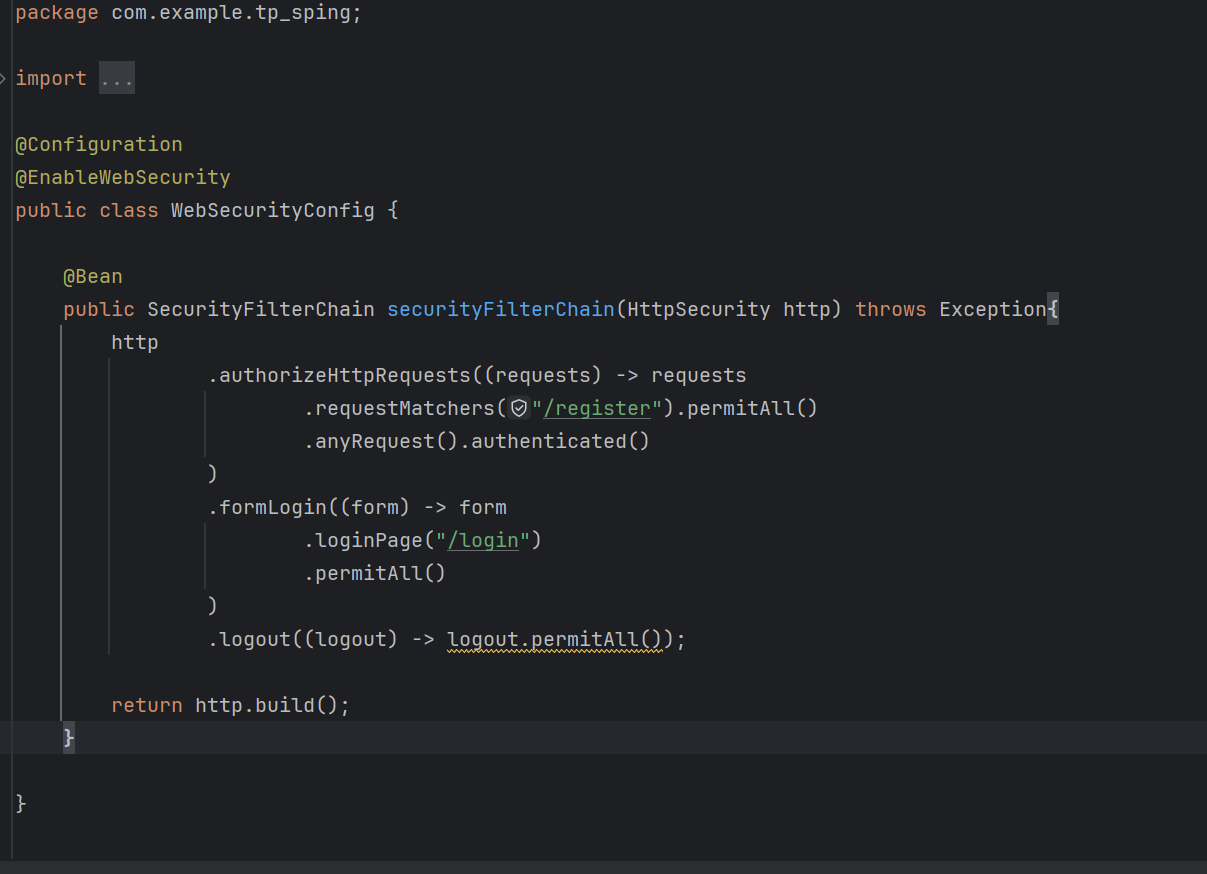 package com.example.tp_sping;
import ...
@Configuration
@EnableWebSecurity
public class WebSecurityConfig {
@Bean
public SecurityFilterChain securityFilterChain(HttpSecurity http) throws Exception{
http
.authorizeHttpRequests((requests) -> requests
.requestMatchers("/register").permitAll()
.anyRequest().authenticated()
)
.formLogin((form) -> form
.loginPage("/login")
.permitAll()
)
.logout((logout) -> logout.permitAll());
return http.build();
}
}